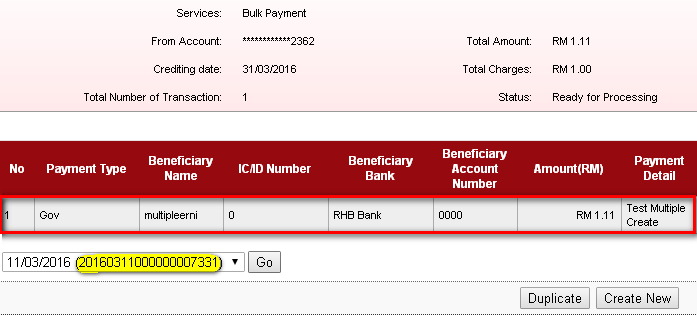 Services: Bulk Payment
From Account: ************2362 Total Amount: RM 1.11
Crediting date: 31/03/2016 Total Charges: RM 1.00
Total Number of Transaction: 1 Status: Ready for Processing
No Payment Type Beneficiary Name IC/ID Number Beneficiary Bank Beneficiary Account Number Amount(RM) Payment Detail
1 Gov multipleerni 0 RHB Bank 0000 RM 1.11 Test Multiple Create
11/03/2016 (20160311000000007331) Go
Duplicate Create New